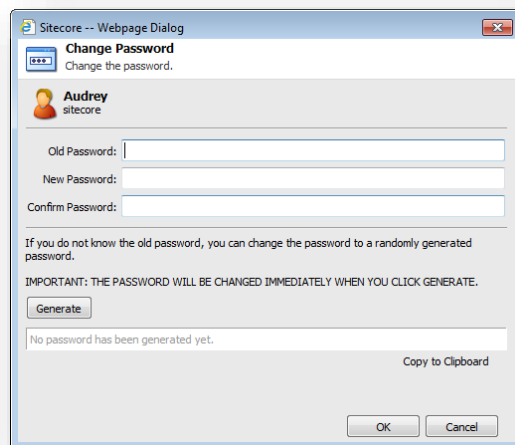 Sitecore -- Webpage Dialog
Change Password
Change the password.
Audrey
sitecore
Old Password:
New Password:
Confirm Password:
If you do not know the old password, you can change the password to a randomly generated
password.
IMPORTANT: THE PASSWORD WILL BE CHANGED IMMEDIATELY WHEN YOU CLICK GENERATE.
Generate
No password has been generated yet.
Copy to Clipboard
OK Cancel